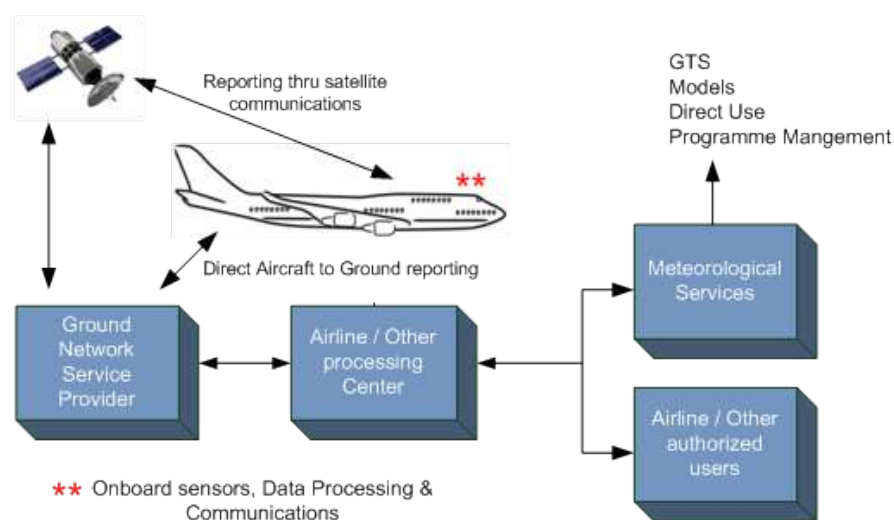 Reporting thru satellite
communications
GTS
Models
Direct Use
Programme Mangement
**
Direct Aircraft to Ground reporting
Ground
Network
Service
Provider
Airline / Other
processing
Center
Meteorological
Services
Airline / Other
authorized
users
** Onboard sensors, Data Processing &
Communications